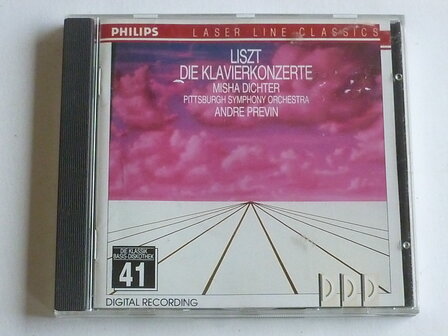 PHILIPS LASER LINE CLASSICS
LISZT
DIE KLAVIERKONZERTE
MISHA DICHTER
PITTSBURGH SYMPHONY ORCHESTRA
ANDRE PREVIN
DIE KLASSIK
BASIS-DISKOTHEK
41
DIGITAL RECORDING
DDD